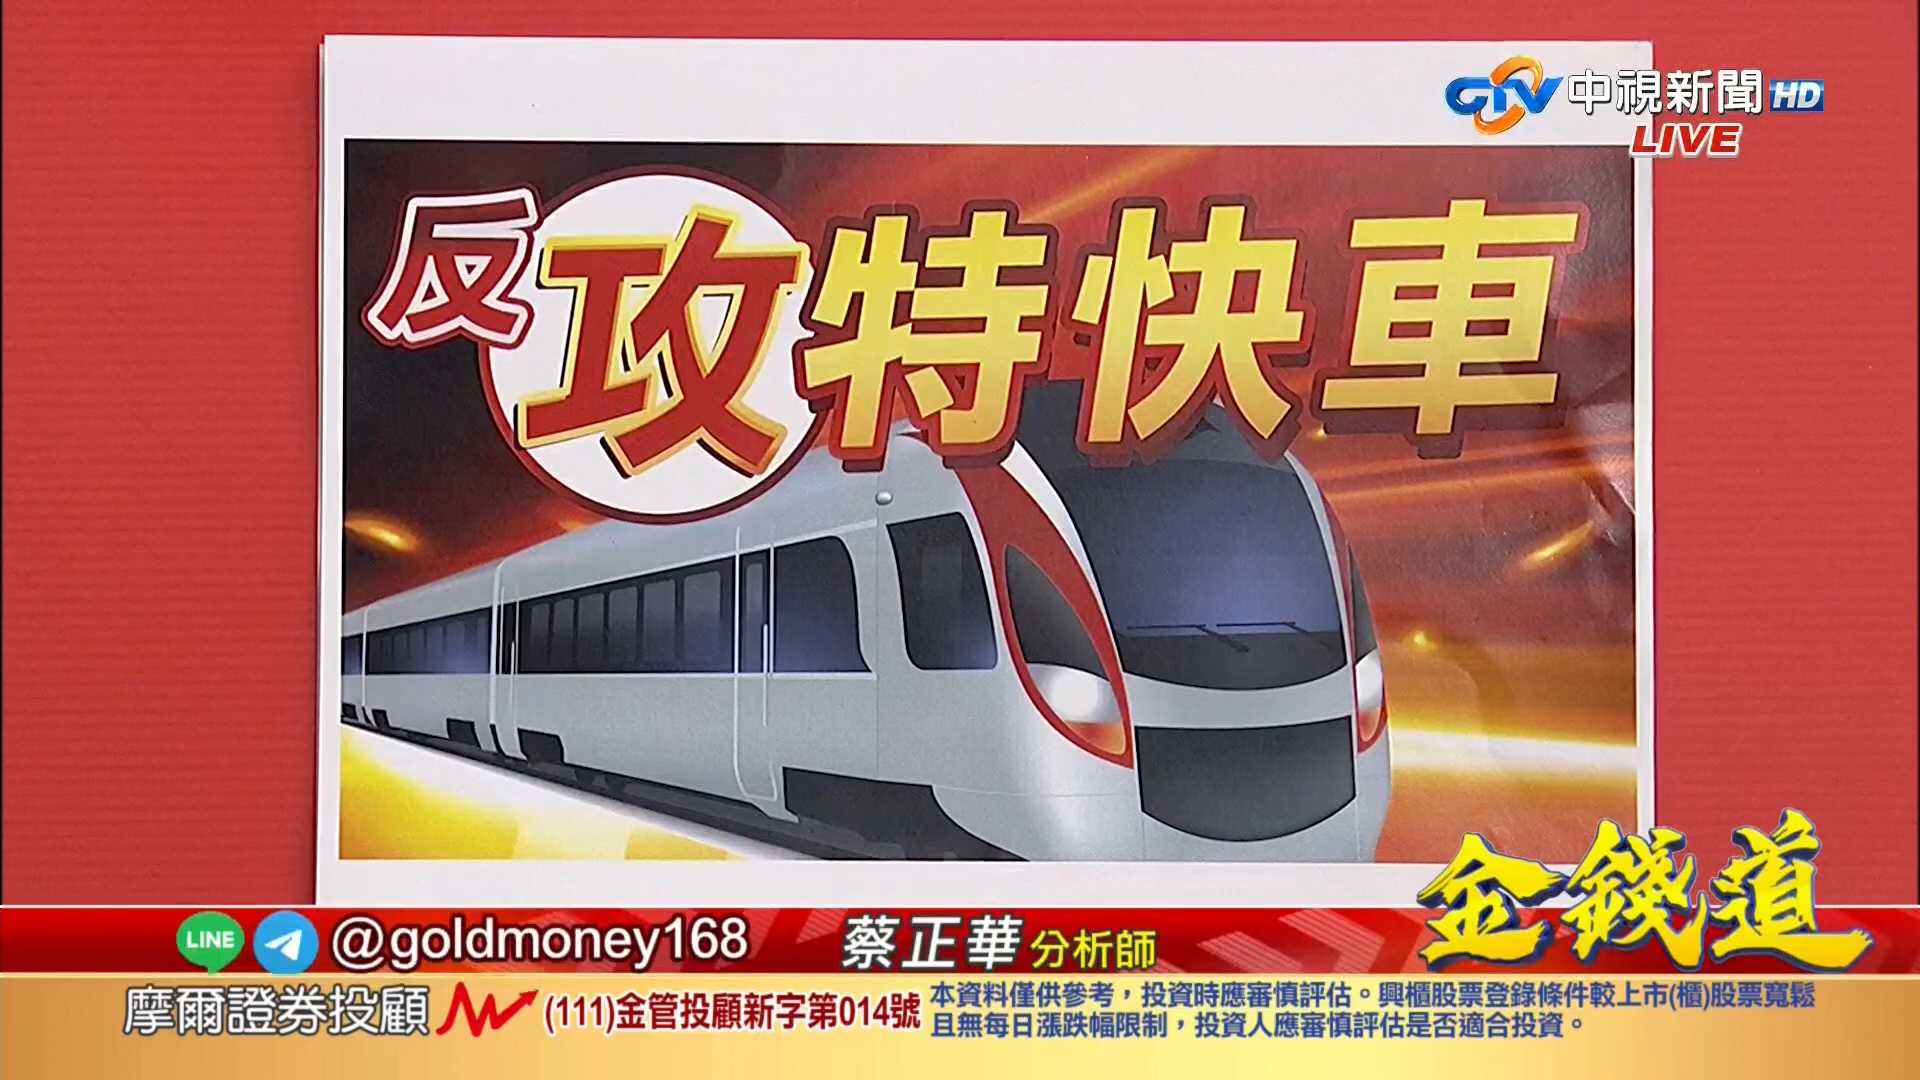 CTV 中視新聞 HD
LIVE
反攻特快車
金錢道
LINE @goldmoney168 蔡正華 分析師
摩爾證券投顧 (111)金管投顧新字第014號
本資料僅供參考，投資時應審慎評估。興櫃股票登錄條件較上市(櫃)股票寬鬆
且無每日漲跌幅限制，投資人應審慎評估是否適合投資。